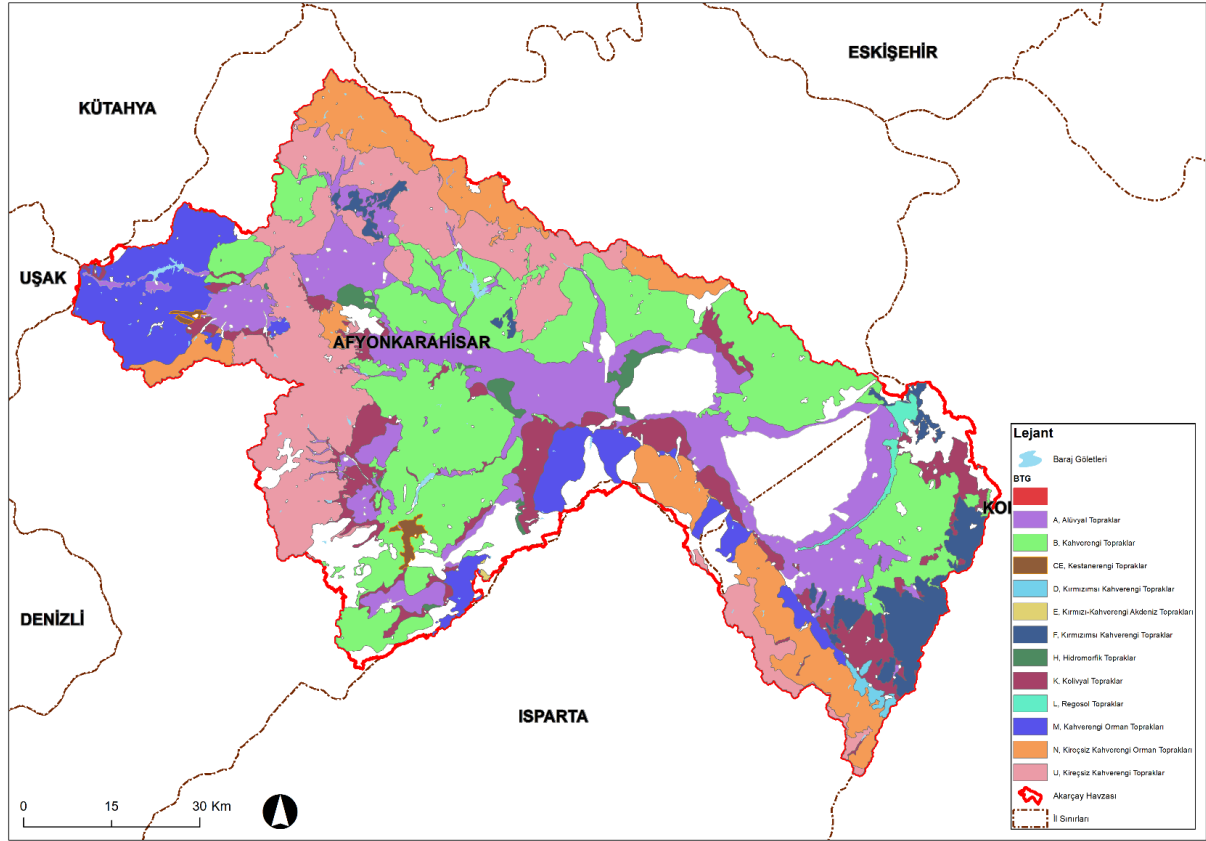 ESKİŞEHİR
KÜTAHYA
UŞAK
AFYONKARAHİSAR
KO
DENİZLİ
ISPARTA
0 15 30 Km
Lejant
Baraj Göletleri
BTG
A, Alüvyal Topraklar
B, Kahverengi Topraklar
CE, Kestanerengi Topraklar
D, Kırmızımsı Kahverengi Topraklar
E, Kırmızı-Kahverengi Akdeniz Toprakları
F, Kırmızımsı Kahverengi Topraklar
H, Hidromorfik Topraklar
K, Kolivyal Topraklar
L, Regosol Topraklar
M, Kahverengi Orman Toprakları
N, Kireçsiz Kahverengi Orman Toprakları
U, Kireçsiz Kahverengi Topraklar
Akarçay Havzası
İl Sınırları